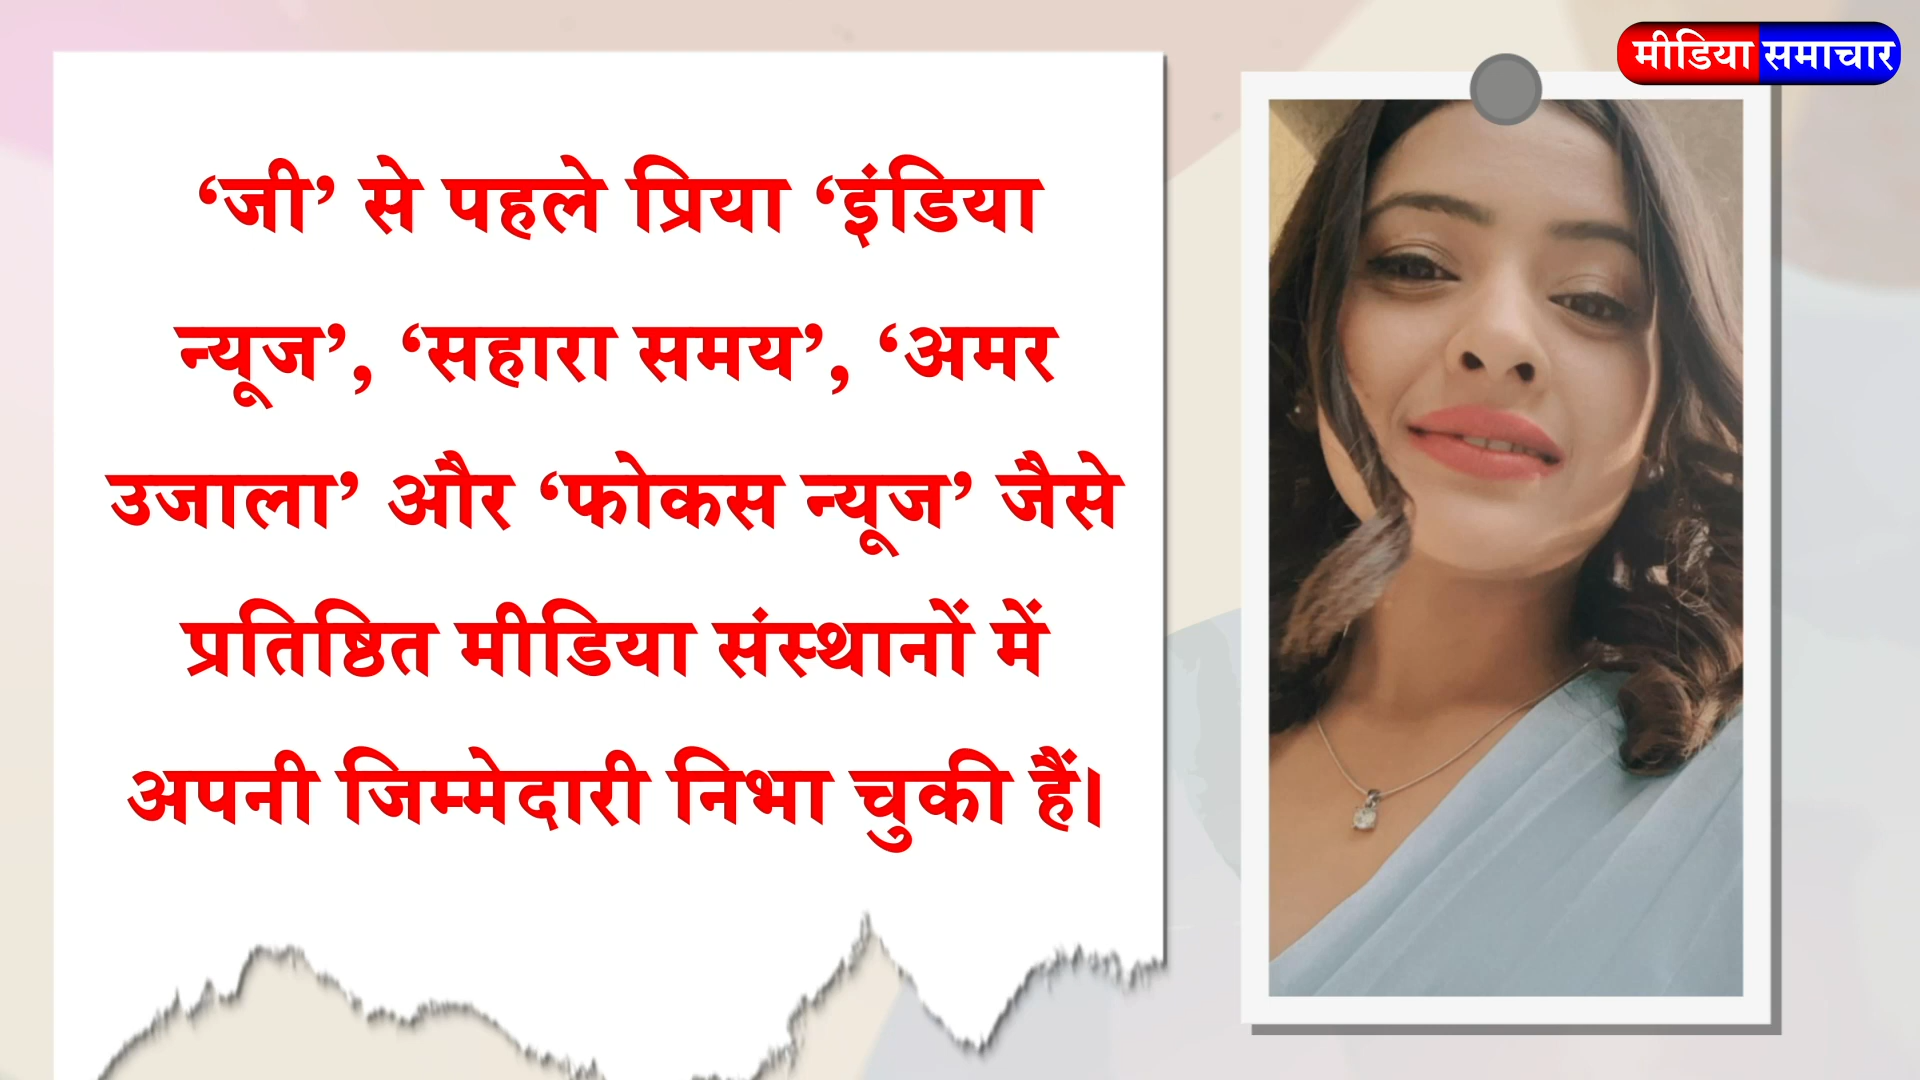 मीडिया समाचार
‘जी’ से पहले प्रिया ‘इंडिया
न्यूज’, ‘सहारा समय’, ‘अमर
उजाला’ और ‘फोकस न्यूज’ जैसे
प्रतिष्ठित मीडिया संस्थानों में
अपनी जिम्मेदारी निभा चुकी हैं।